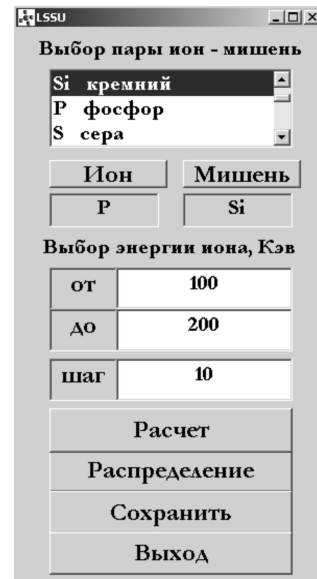 LSSU
Выбор пары ион - мишень
Si кремний
P фосфор
S сера
Ион Мишень
P Si
Выбор энергии иона, Кэв
от 100
до 200
шаг 10
Расчет
Распределение
Сохранить
Выход